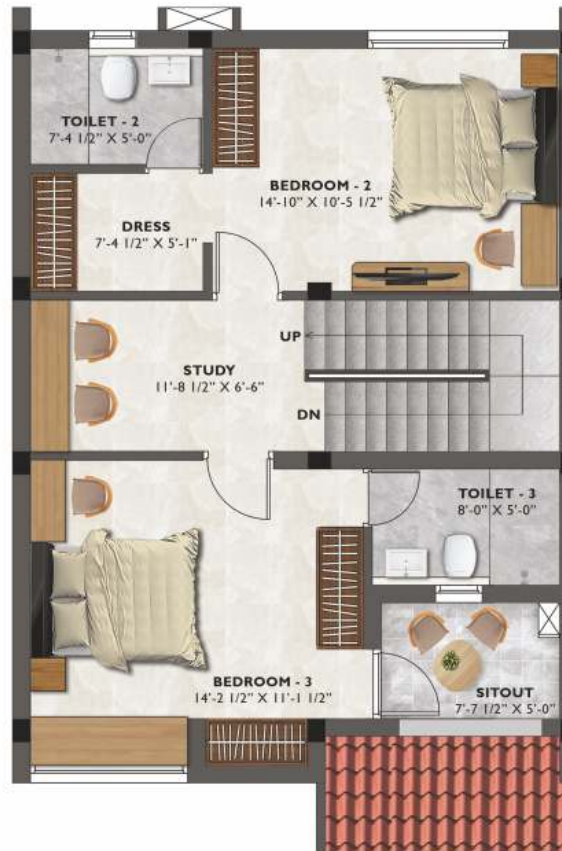 TOILET - 2
7'-4 1/2" X 5'-0"
BEDROOM - 2
14'-10" X 10'-5 1/2"
DRESS
7'-4 1/2" X 5'-1"
UP
STUDY
11'-8 1/2" X 6'-6"
DN
TOILET - 3
8'-0" X 5'-0"
BEDROOM - 3
14'-2 1/2" X 11'-1 1/2"
SITOUT
7'-7 1/2" X 5'-0"